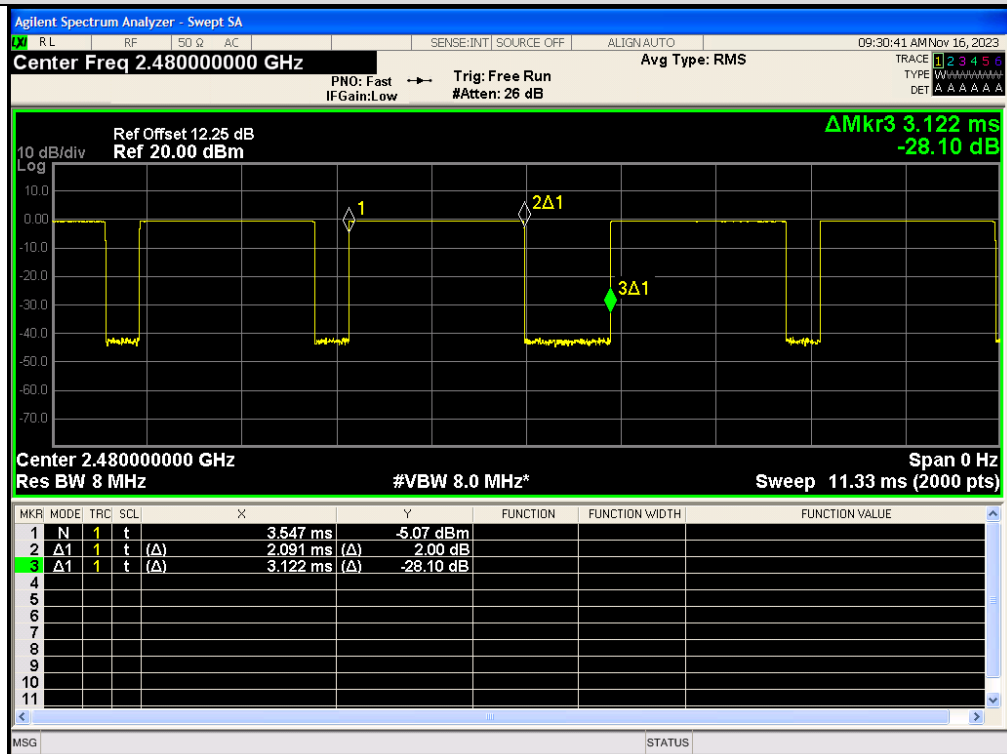 Agilent Spectrum Analyzer - Swept SA
LXI RL RF 50 Ω AC SENSE:INT SOURCE OFF ALIGN AUTO 09:30:41 AM Nov 16, 2023
Center Freq 2.480000000 GHz Avg Type: RMS TRACE 1 2 3 4 5 6
PNO: Fast Trig: Free Run TYPE
IFGain:Low #Atten: 26 dB DET A A A A A A
ΔMkr3 3.122 ms
Ref Offset 12.25 dB
10 dB/div Ref 20.00 dBm -28.10 dB
Log
10.0
0.00
-10.0
-20.0
-30.0
-40.0
-50.0
-60.0
-70.0
1
2Δ1
3Δ1
Center 2.480000000 GHz Span 0 Hz
Res BW 8 MHz #VBW 8.0 MHz* Sweep 11.33 ms (2000 pts)
MKR MODE TRC SCL X Y FUNCTION FUNCTION WIDTH FUNCTION VALUE
1 N 1 t 3.547 ms -5.07 dBm
2 Δ1 1 t (Δ) 2.091 ms (Δ) 2.00 dB
3 Δ1 1 t (Δ) 3.122 ms (Δ) -28.10 dB
4
5
6
7
8
9
10
11
MSG STATUS